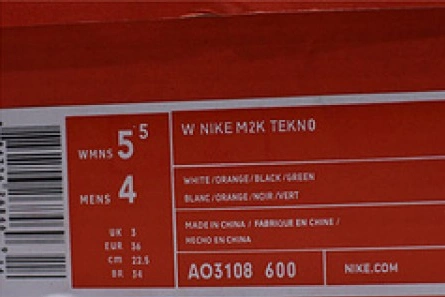 WMNS 5.5
MENS 4
UK 3
EUR 36
cm 22.5
BR 34
W NIKE M2K TEKNO
WHITE/ORANGE/BLACK/GREEN
BLANC/ORANGE/NOIR/VERT
MADE IN CHINA / FABRIQUE EN CHINE /
HECHO EN CHINA
AO3108 600
NIKE.COM